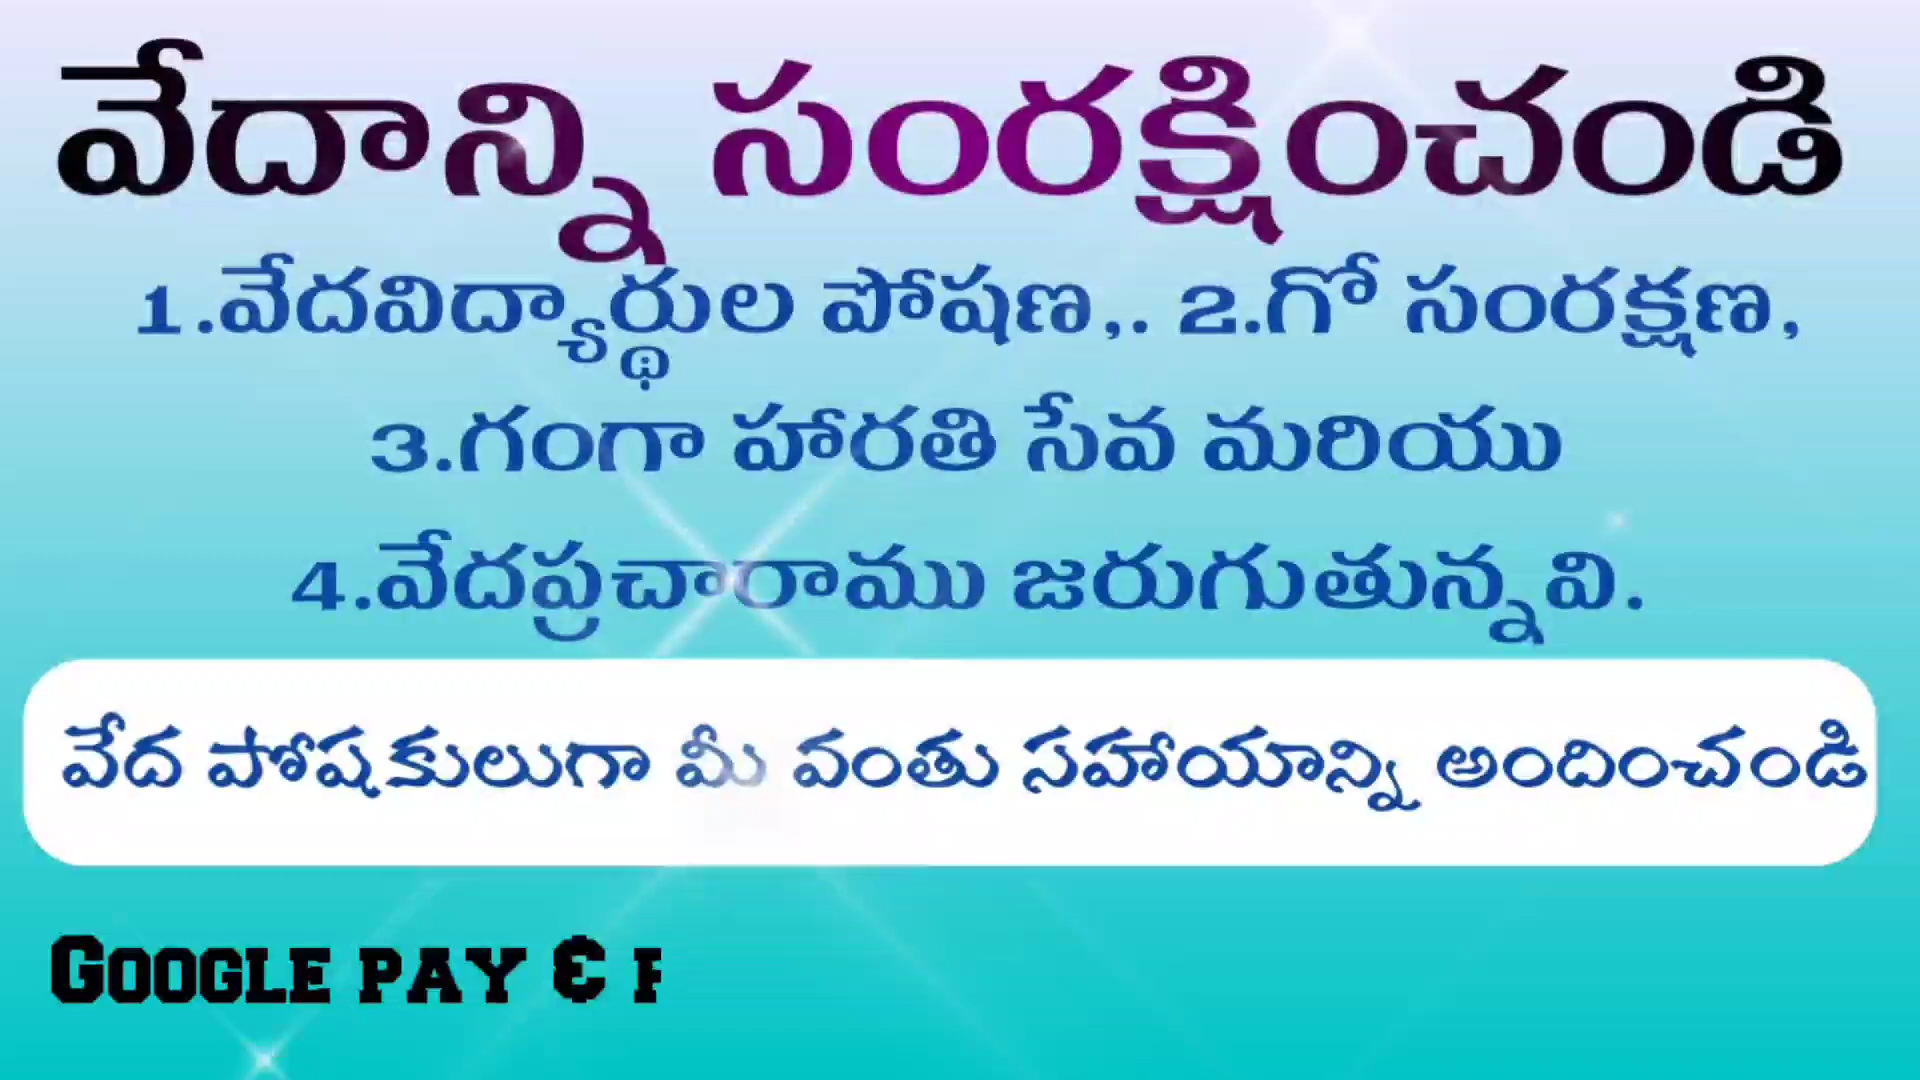 వేదాన్ని సంరక్షించండి
1.వేదవిద్యార్థుల పోషణ,. 2.గో సంరక్షణ,
3.గంగా హారతి సేవ మరియు
4.వేదప్రచారాము జరుగుతున్నవి.
వేద పోషకులుగా మీ వంతు సహాయాన్ని అందించండి
Google pay &